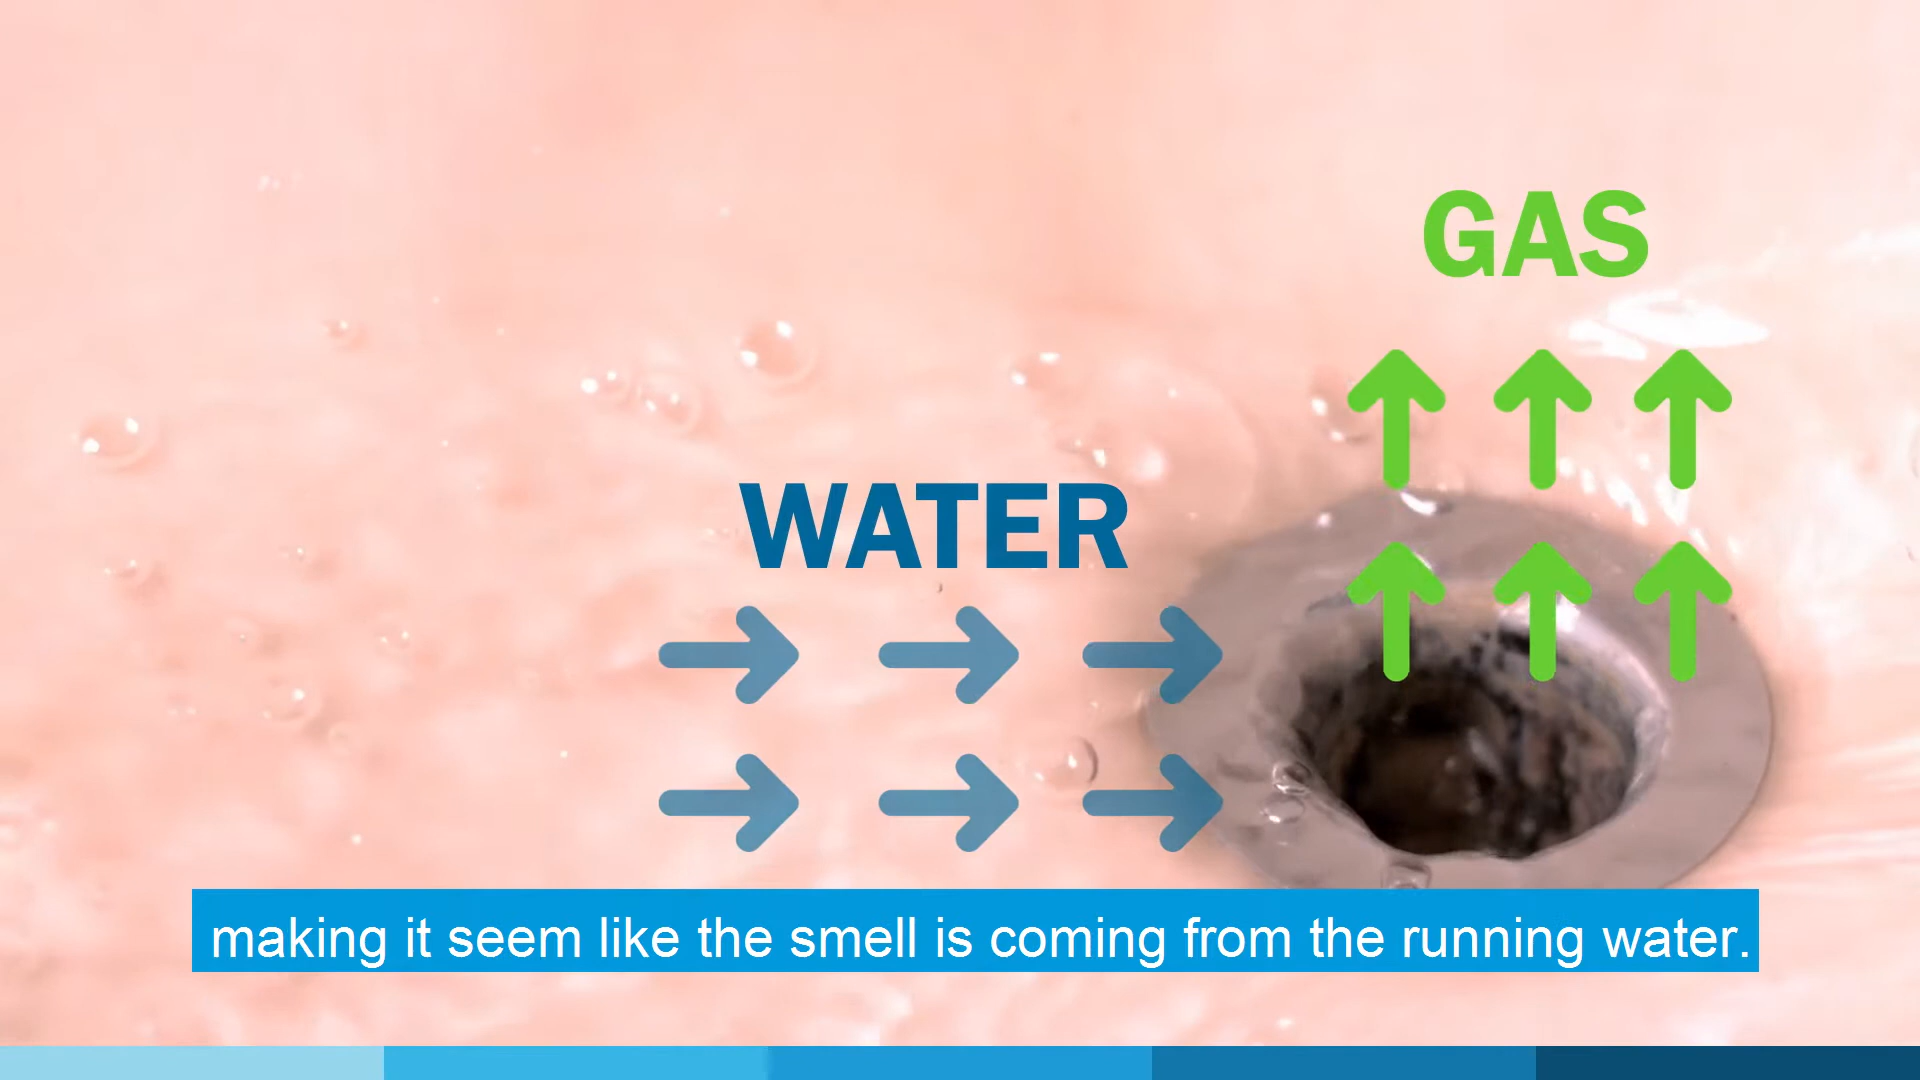 GAS
WATER
making it seem like the smell is coming from the running water.